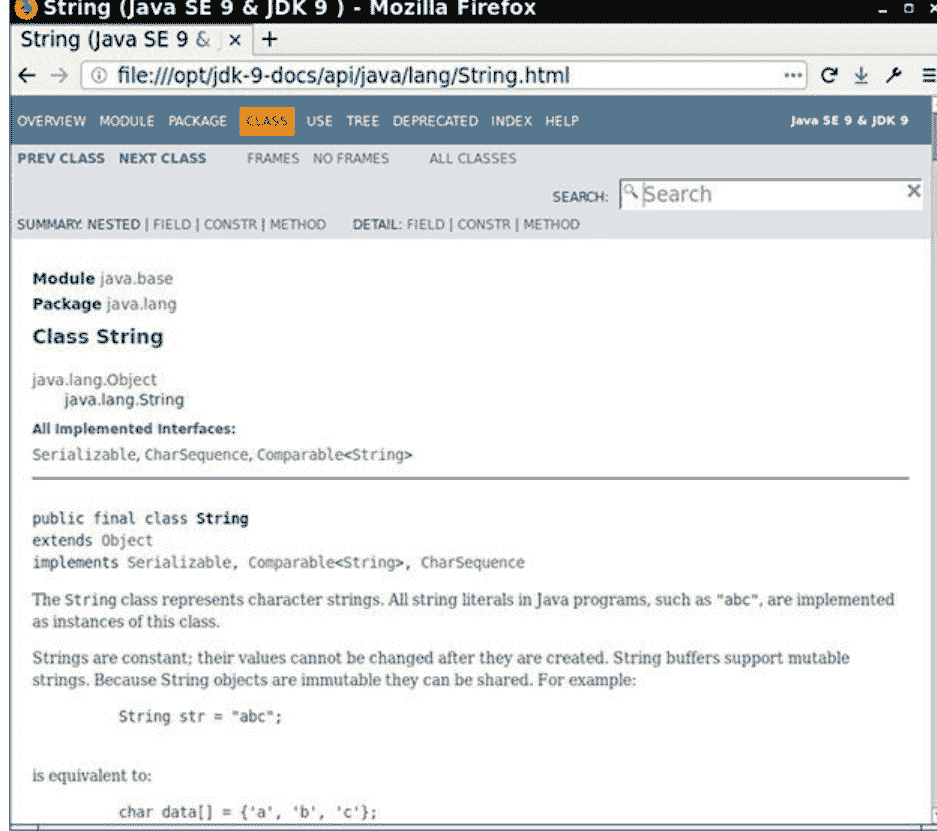 String (Java SE 9 & JDK 9 ) - Mozilla Firefox
String (Java SE 9 & J × +
file:///opt/jdk-9-docs/api/java/lang/String.html
OVERVIEW MODULE PACKAGE CLASS USE TREE DEPRECATED INDEX HELP Java SE 9 & JDK 9
PREV CLASS NEXT CLASS FRAMES NO FRAMES ALL CLASSES
SEARCH: Search
SUMMARY: NESTED | FIELD | CONSTR | METHOD DETAIL: FIELD | CONSTR | METHOD
Module java.base
Package java.lang
Class String
java.lang.Object
java.lang.String
All Implemented Interfaces:
Serializable, CharSequence, Comparable<String>
public final class String
extends Object
implements Serializable, Comparable<String>, CharSequence
The String class represents character strings. All string literals in Java programs, such as "abc", are implemented
as instances of this class.
Strings are constant; their values cannot be changed after they are created. String buffers support mutable
strings. Because String objects are immutable they can be shared. For example:
String str = "abc";
is equivalent to:
char data[] = {'a', 'b', 'c'};